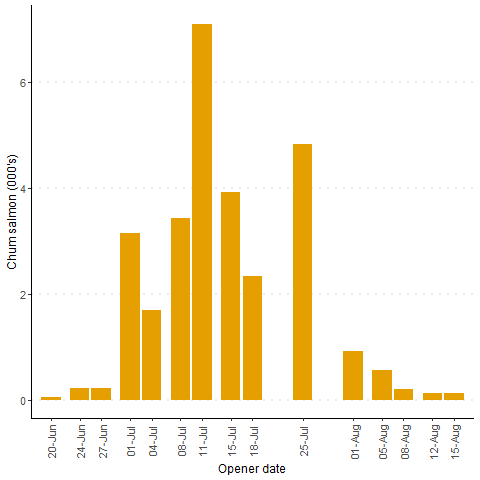 Chum salmon (000's)
6
4
2
0
20-Jun
24-Jun
27-Jun
01-Jul
04-Jul
08-Jul
11-Jul
15-Jul
18-Jul
25-Jul
01-Aug
05-Aug
08-Aug
12-Aug
15-Aug
Opener date